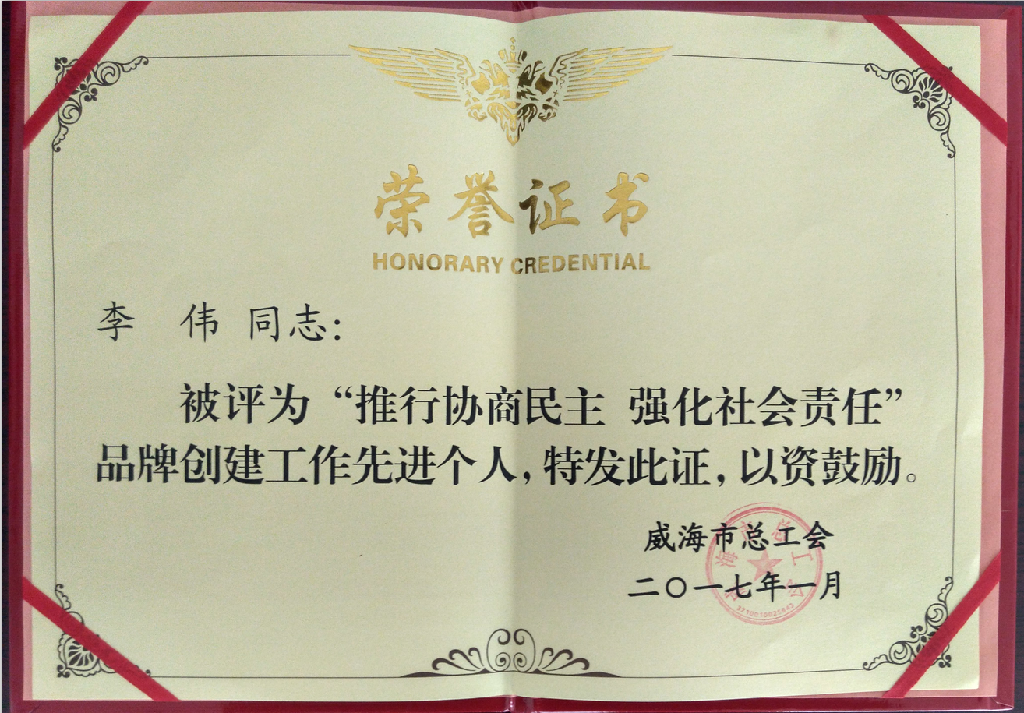 荣誉证书
HONORARY CREDENTIAL
李 伟 同志：
被评为“推行协商民主 强化社会责任”
品牌创建工作先进个人，特发此证，以资鼓励。
威海市总工会
二〇一七年一月